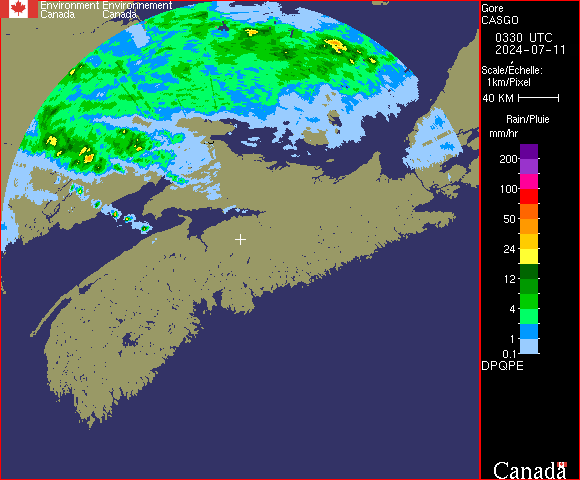 Environment Environnement
Canada Canada
Gore
CASGO
0330 UTC
2024-07-11
Scale/Échelle:
1km/Pixel
40 KM
Rain/Pluie
mm/hr
200
100
50
24
12
4
1
0.1
DPQPE
Canada